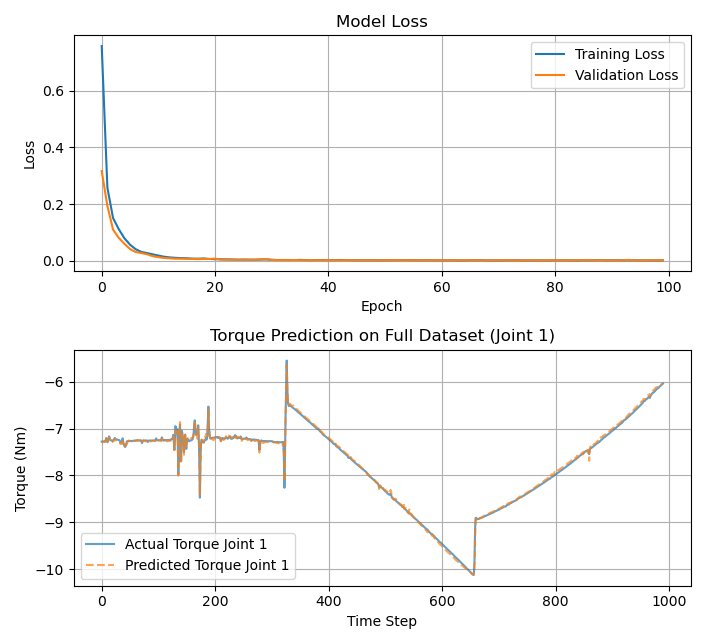 Model Loss
Training Loss
Validation Loss
0.6
0.4
0.2
0.0
Loss
0 20 40 60 80 100
Epoch
Torque Prediction on Full Dataset (Joint 1)
−6
−7
−8
−9
−10
Torque (Nm)
Actual Torque Joint 1
Predicted Torque Joint 1
0 200 400 600 800 1000
Time Step